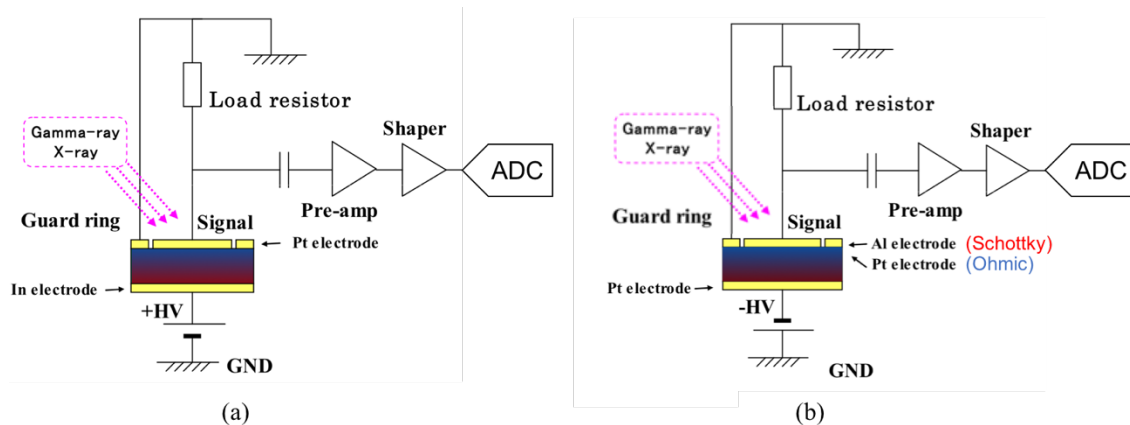 Load resistor
Gamma-ray
X-ray
Shaper
ADC
Pre-amp
Guard ring
Signal
Pt electrode
In electrode
+HV
GND
(a)
Load resistor
Gamma-ray
X-ray
Shaper
ADC
Pre-amp
Guard ring
Signal
Al electrode (Schottky)
Pt electrode (Ohmic)
Pt electrode
-HV
GND
(b)